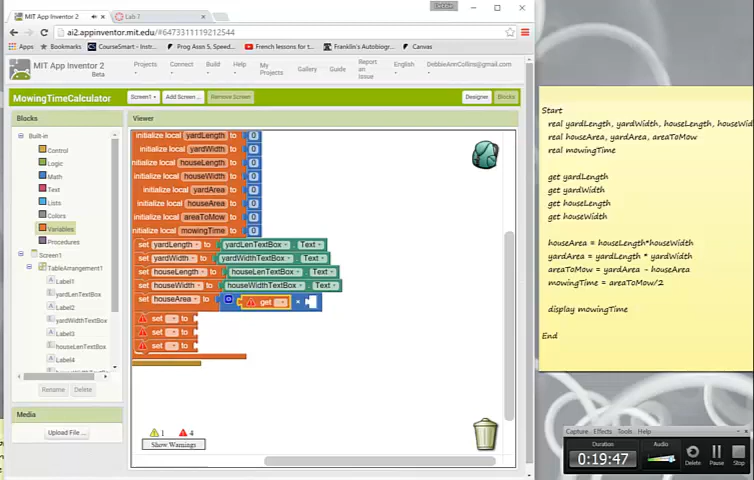 Debbie
MIT App Inventor 2
Lab 7
ai2.appinventor.mit.edu/#6473311119212544
Apps
Bookmarks
CourseSmart - Instr...
Prog Assn 5, Speed...
French lessons for t...
Franklin's Autobiogr...
Canvas
MIT App Inventor 2
Beta
Projects
Connect
Build
Help
My Projects
Gallery
Guide
Report an Issue
English
DebbieAnnCollins@gmail.com
MowingTimeCalculator
Screen1
Add Screen ...
Remove Screen
Designer
Blocks
Blocks
Viewer
Built-in
Control
Logic
Math
Text
Lists
Colors
Variables
Procedures
Screen1
TableArrangement1
Label1
yardLenTextBox
Label2
yardWidthTextBox
Label3
houseLenTextBox
Label4
Rename
Delete
Media
Upload File ...
initialize local yardLength to 0
initialize local yardWidth to 0
initialize local houseLength to 0
initialize local houseWidth to 0
initialize local yardArea to 0
initialize local houseArea to 0
initialize local areaToMow to 0
initialize local mowingTime to 0
set yardLength to yardLenTextBox . Text
set yardWidth to yardWidthTextBox . Text
set houseLength to houseLenTextBox . Text
set houseWidth to houseWidthTextBox . Text
set houseArea to get ×
set to
set to
set to
1 4
Show Warnings
Start
real yardLength, yardWidth, houseLength, houseWid
real houseArea, yardArea, areaToMow
real mowingTime
get yardLength
get yardWidth
get houseLength
get houseWidth
houseArea = houseLength*houseWidth
yardArea = yardLength * yardWidth
areaToMow = yardArea - houseArea
mowingTime = areaToMow/2
display mowingTime
End
Capture Effects Tools Help
Duration
0:19:47
Audio
Delete
Pause
Stop